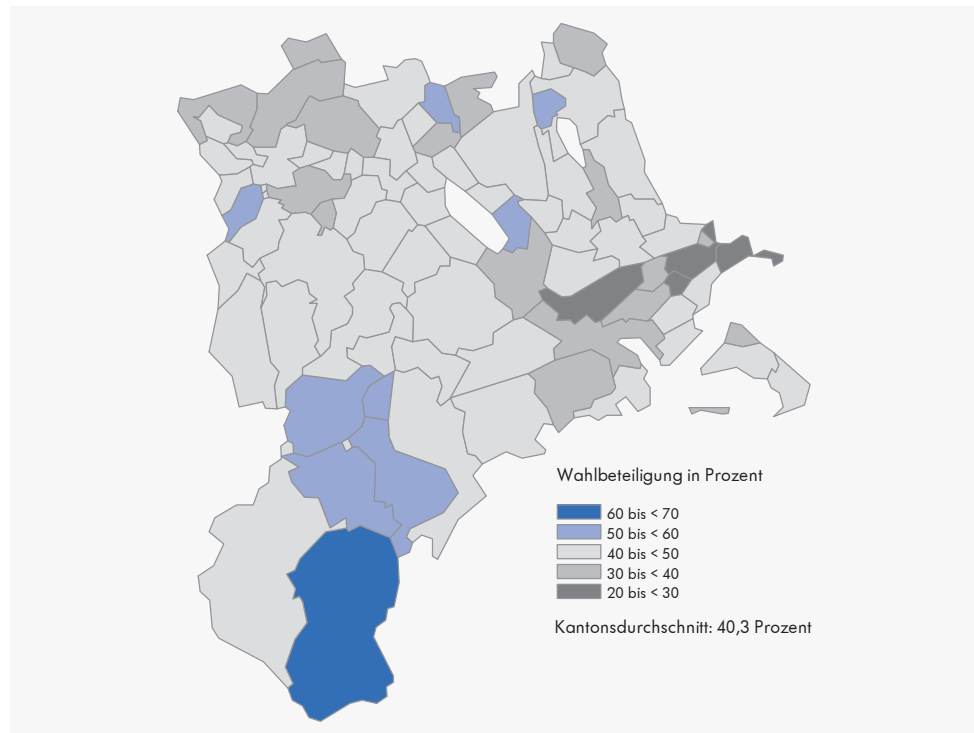 Wahlbeteiligung in Prozent
60 bis < 70
50 bis < 60
40 bis < 50
30 bis < 40
20 bis < 30
Kantonsdurchschnitt: 40,3 Prozent